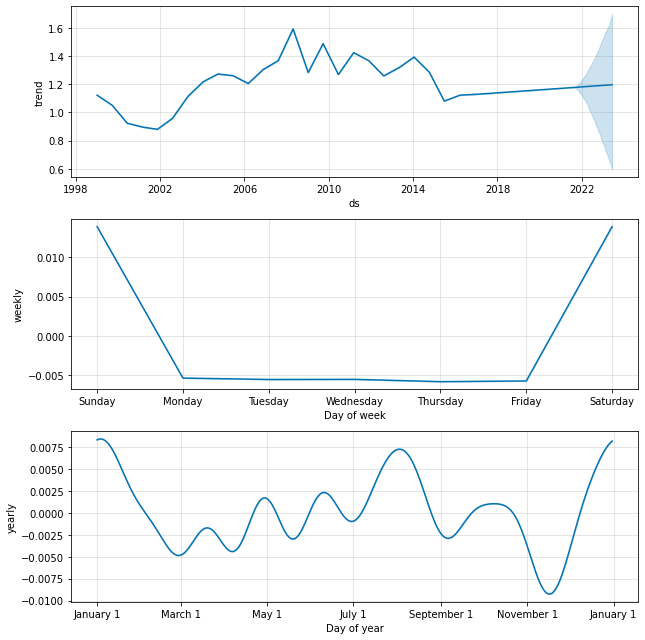 1.6
1.4
1.2
1.0
0.8
0.6
trend
1998 2002 2006 2010 2014 2018 2022
ds
0.010
0.005
0.000
−0.005
weekly
Sunday Monday Tuesday Wednesday Thursday Friday Saturday
Day of week
0.0075
0.0050
0.0025
0.0000
−0.0025
−0.0050
−0.0075
−0.0100
yearly
January 1 March 1 May 1 July 1 September 1 November 1 January 1
Day of year